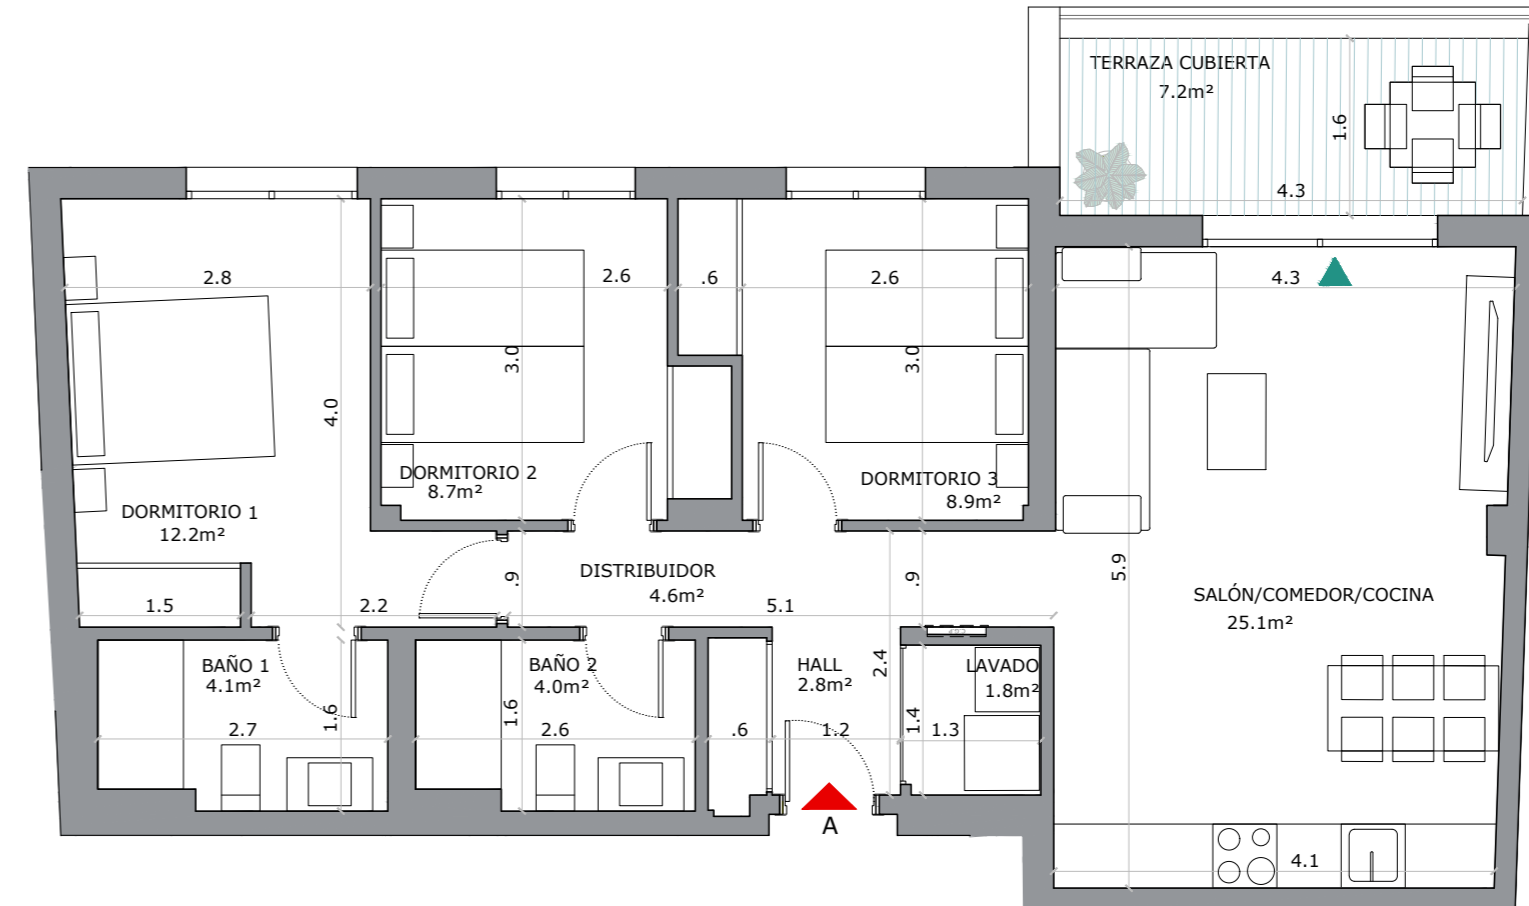 TERRAZA CUBIERTA
7.2m²
1.6
4.3
2.8
2.6
.6
2.6
4.3
3.0
3.0
4.0
DORMITORIO 2
8.7m²
DORMITORIO 3
8.9m²
DORMITORIO 1
12.2m²
DISTRIBUIDOR
4.6m²
.9
.9
5.9
SALÓN/COMEDOR/COCINA
25.1m²
1.5
2.2
5.1
BAÑO 1
4.1m²
BAÑO 2
4.0m²
HALL
2.8m²
2.4
LAVADO
1.8m²
1.6
1.6
1.4
2.7
2.6
.6
1.2
1.3
A
4.1